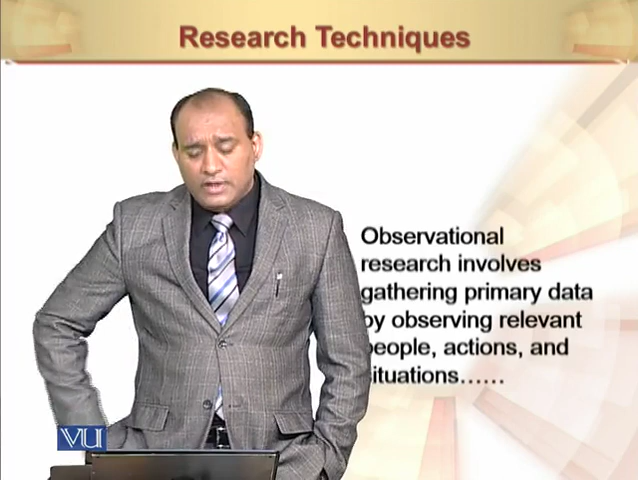 Research Techniques
Observational
research involves
gathering primary data
by observing relevant
people, actions, and
situations......
VU